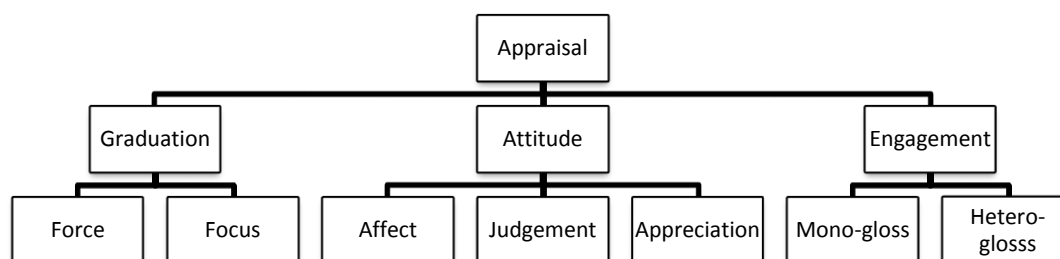 Appraisal
Graduation
Attitude
Engagement
Force
Focus
Affect
Judgement
Appreciation
Mono-gloss
Hetero-
glosss